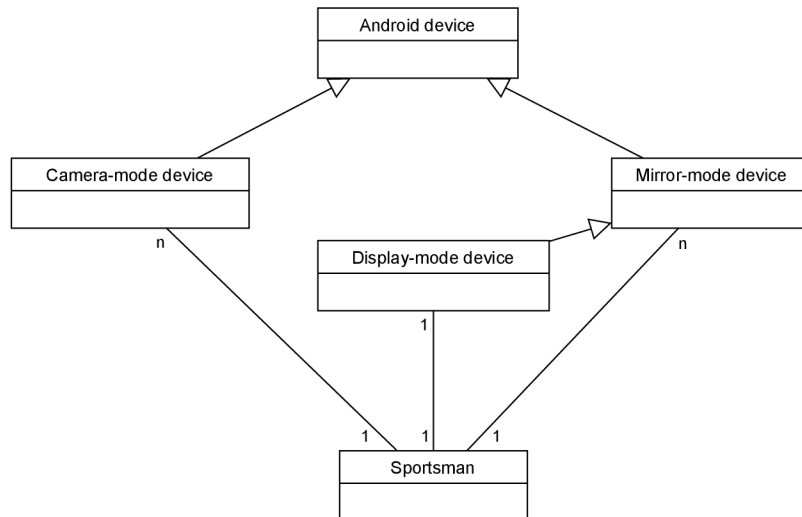 Android device
Camera-mode device
Mirror-mode device
n
n
Display-mode device
1
1
1
1
Sportsman